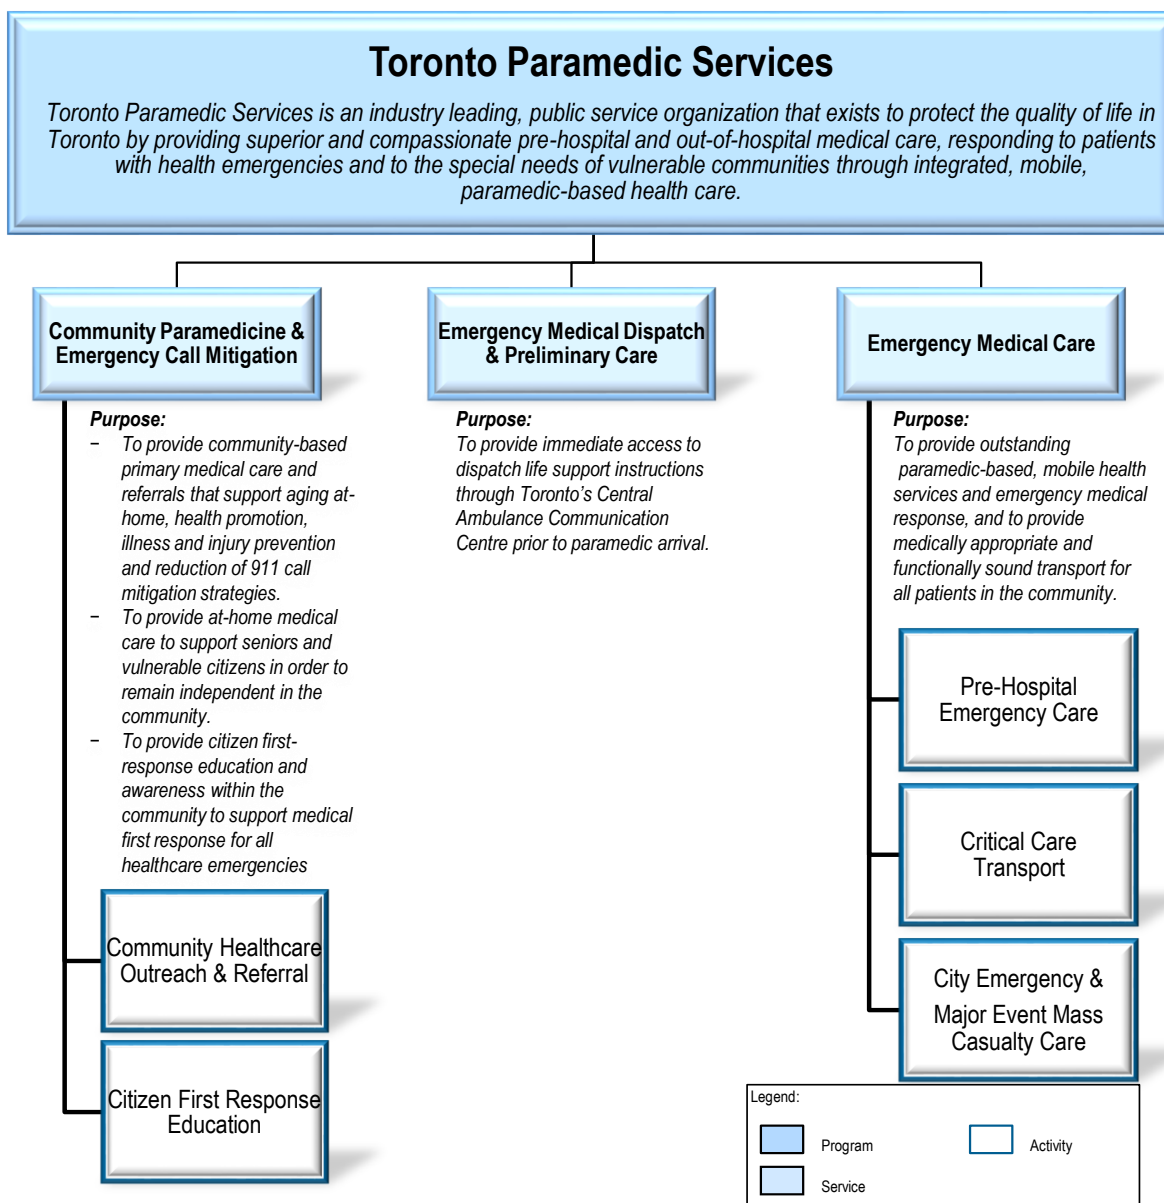 Toronto Paramedic Services
Toronto Paramedic Services is an industry leading, public service organization that exists to protect the quality of life in
Toronto by providing superior and compassionate pre-hospital and out-of-hospital medical care, responding to patients
with health emergencies and to the special needs of vulnerable communities through integrated, mobile,
paramedic-based health care.
Community Paramedicine &
Emergency Call Mitigation
Purpose:
− To provide community-based
primary medical care and
referrals that support aging at-
home, health promotion,
illness and injury prevention
and reduction of 911 call
mitigation strategies.
− To provide at-home medical
care to support seniors and
vulnerable citizens in order to
remain independent in the
community.
− To provide citizen first-
response education and
awareness within the
community to support medical
first response for all
healthcare emergencies
Community Healthcare
Outreach & Referral
Citizen First Response
Education
Emergency Medical Dispatch
& Preliminary Care
Purpose:
To provide immediate access to
dispatch life support instructions
through Toronto’s Central
Ambulance Communication
Centre prior to paramedic arrival.
Emergency Medical Care
Purpose:
To provide outstanding
paramedic-based, mobile health
services and emergency medical
response, and to provide
medically appropriate and
functionally sound transport for
all patients in the community.
Pre-Hospital
Emergency Care
Critical Care
Transport
City Emergency &
Major Event Mass
Casualty Care
Legend:
Program
Activity
Service